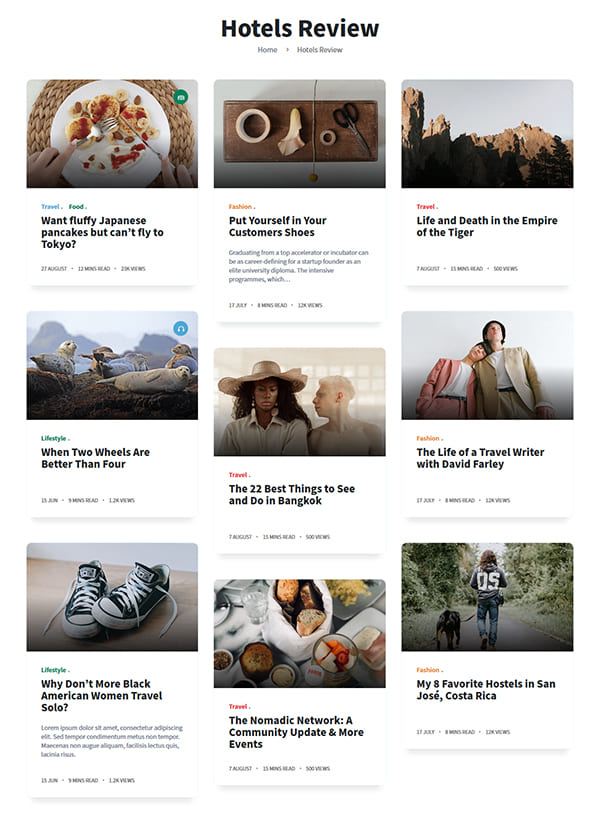 Hotels Review
Home > Hotels Review
Travel . Food .
Want fluffy Japanese
pancakes but can’t fly to
Tokyo?
27 AUGUST • 12 MINS READ • 23K VIEWS
Fashion .
Put Yourself in Your
Customers Shoes
Graduating from a top accelerator or incubator can
be as career-defining for a startup founder as an
elite university diploma. The intensive
programmes, which…
17 JULY • 8 MINS READ • 12K VIEWS
Travel .
Life and Death in the Empire
of the Tiger
7 AUGUST • 15 MINS READ • 500 VIEWS
Lifestyle .
When Two Wheels Are
Better Than Four
15 JUN • 9 MINS READ • 1.2K VIEWS
Travel .
The 22 Best Things to See
and Do in Bangkok
7 AUGUST • 15 MINS READ • 500 VIEWS
Fashion .
The Life of a Travel Writer
with David Farley
17 JULY • 8 MINS READ • 12K VIEWS
Lifestyle .
Why Don’t More Black
American Women Travel
Solo?
Lorem ipsum dolor sit amet, consectetur adipiscing
elit. Sed tempor condimentum metus non tempor.
Maecenas non augue aliquam, facilisis lectus quis,
lacinia risus.
15 JUN • 9 MINS READ • 1.2K VIEWS
Travel .
The Nomadic Network: A
Community Update & More
Events
7 AUGUST • 15 MINS READ • 500 VIEWS
05
Fashion .
My 8 Favorite Hostels in San
José, Costa Rica
17 JULY • 8 MINS READ • 12K VIEWS